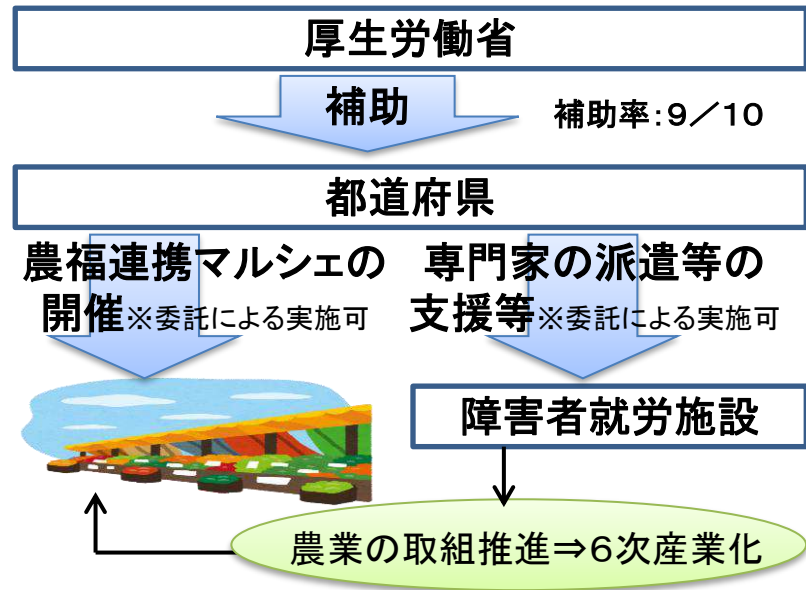 厚生労働省
補助
補助率:9/10
都道府県
農福連携マルシェの
開催※委託による実施可
専門家の派遣等の
支援等※委託による実施可
障害者就労施設
農業の取組推進⇒6次産業化